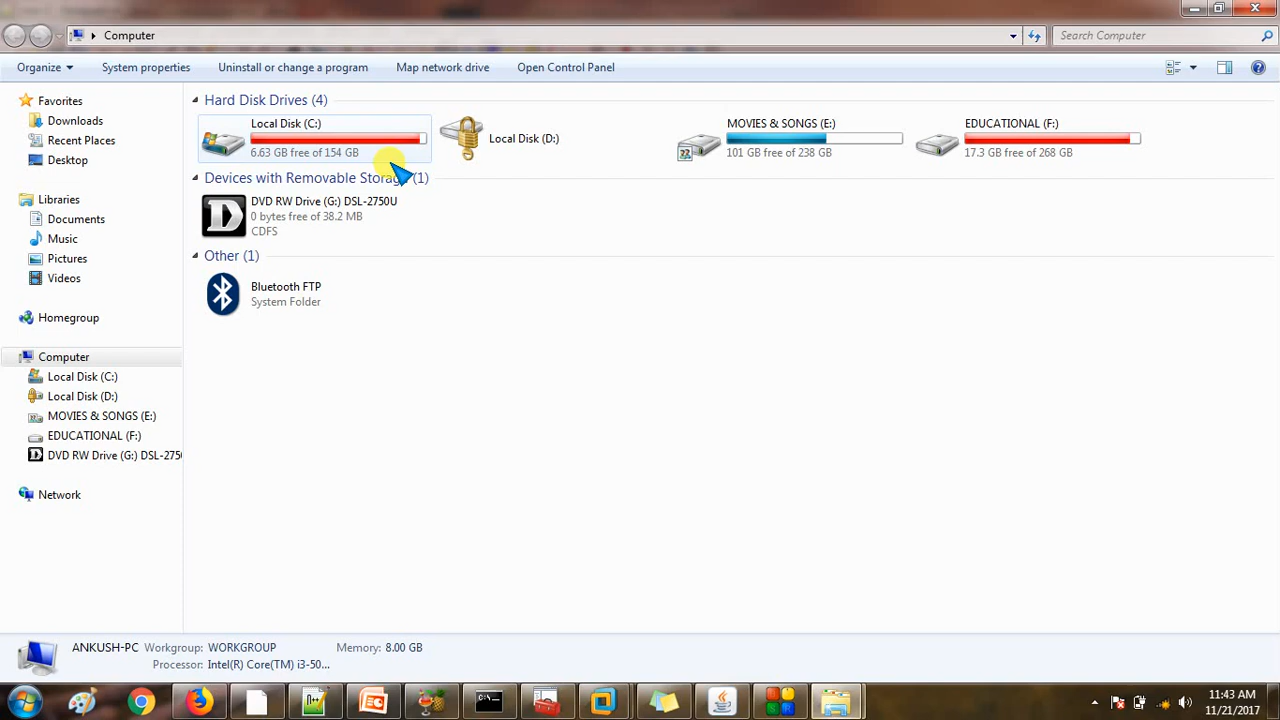 Computer
Search Computer
Organize
System properties
Uninstall or change a program
Map network drive
Open Control Panel
Favorites
Downloads
Recent Places
Desktop
Libraries
Documents
Music
Pictures
Videos
Homegroup
Computer
Local Disk (C:)
Local Disk (D:)
MOVIES & SONGS (E:)
EDUCATIONAL (F:)
DVD RW Drive (G:) DSL-275
Network
Hard Disk Drives (4)
Local Disk (C:)
6.63 GB free of 154 GB
Local Disk (D:)
MOVIES & SONGS (E:)
101 GB free of 238 GB
EDUCATIONAL (F:)
17.3 GB free of 268 GB
Devices with Removable Storage (1)
DVD RW Drive (G:) DSL-2750U
0 bytes free of 38.2 MB
CDFS
Other (1)
Bluetooth FTP
System Folder
ANKUSH-PC Workgroup: WORKGROUP Memory: 8.00 GB
Processor: Intel(R) Core(TM) i3-50...
11:43 AM
11/21/2017